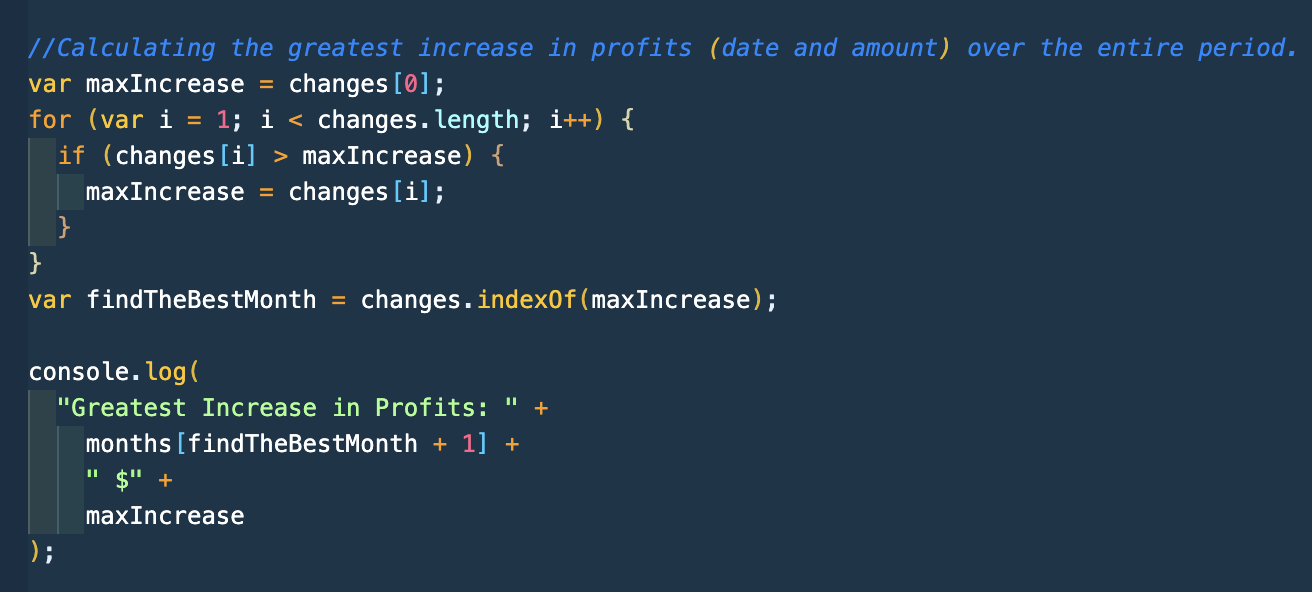 //Calculating the greatest increase in profits (date and amount) over the entire period.
var maxIncrease = changes[0];
for (var i = 1; i < changes.length; i++) {
  if (changes[i] > maxIncrease) {
    maxIncrease = changes[i];
  }
}
var findTheBestMonth = changes.indexOf(maxIncrease);

console.log(
  "Greatest Increase in Profits: " +
    months[findTheBestMonth + 1] +
    " $" +
    maxIncrease
);